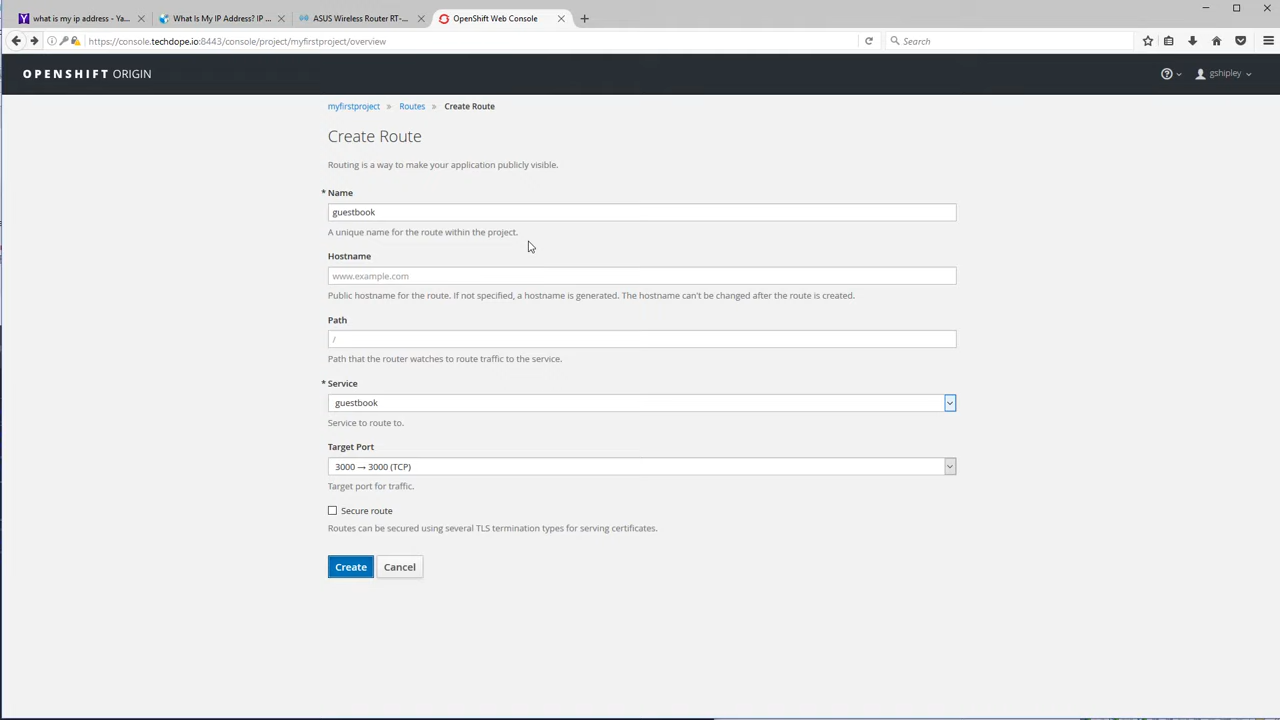 what is my ip address - Ya...
What Is My IP Address? IP ...
ASUS Wireless Router RT-...
OpenShift Web Console
https://console.techdope.io:8443/console/project/myfirstproject/overview
Search
OPENSHIFT ORIGIN
gshipley
myfirstproject » Routes » Create Route
Create Route
Routing is a way to make your application publicly visible.
* Name
guestbook
A unique name for the route within the project.
Hostname
www.example.com
Public hostname for the route. If not specified, a hostname is generated. The hostname can't be changed after the route is created.
Path
/
Path that the router watches to route traffic to the service.
* Service
guestbook
Service to route to.
Target Port
3000 → 3000 (TCP)
Target port for traffic.
Secure route
Routes can be secured using several TLS termination types for serving certificates.
Create Cancel